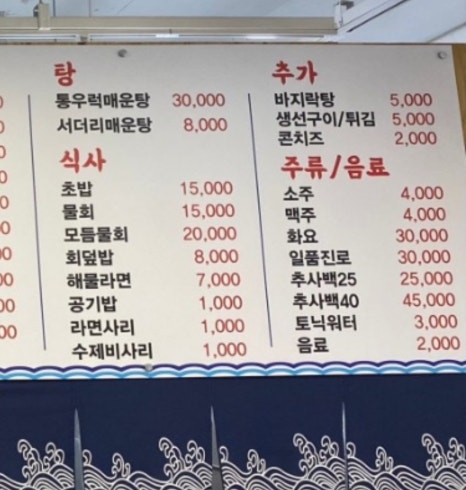 탕
통우럭매운탕 30,000
서더리매운탕 8,000
식사
초밥 15,000
물회 15,000
모듬물회 20,000
회덮밥 8,000
해물라면 7,000
공기밥 1,000
라면사리 1,000
수제비사리 1,000
추가
바지락탕 5,000
생선구이/튀김 5,000
콘치즈 2,000
주류/음료
소주 4,000
맥주 4,000
화요 30,000
일품진로 30,000
추사백25 25,000
추사백40 45,000
토닉워터 3,000
음료 2,000